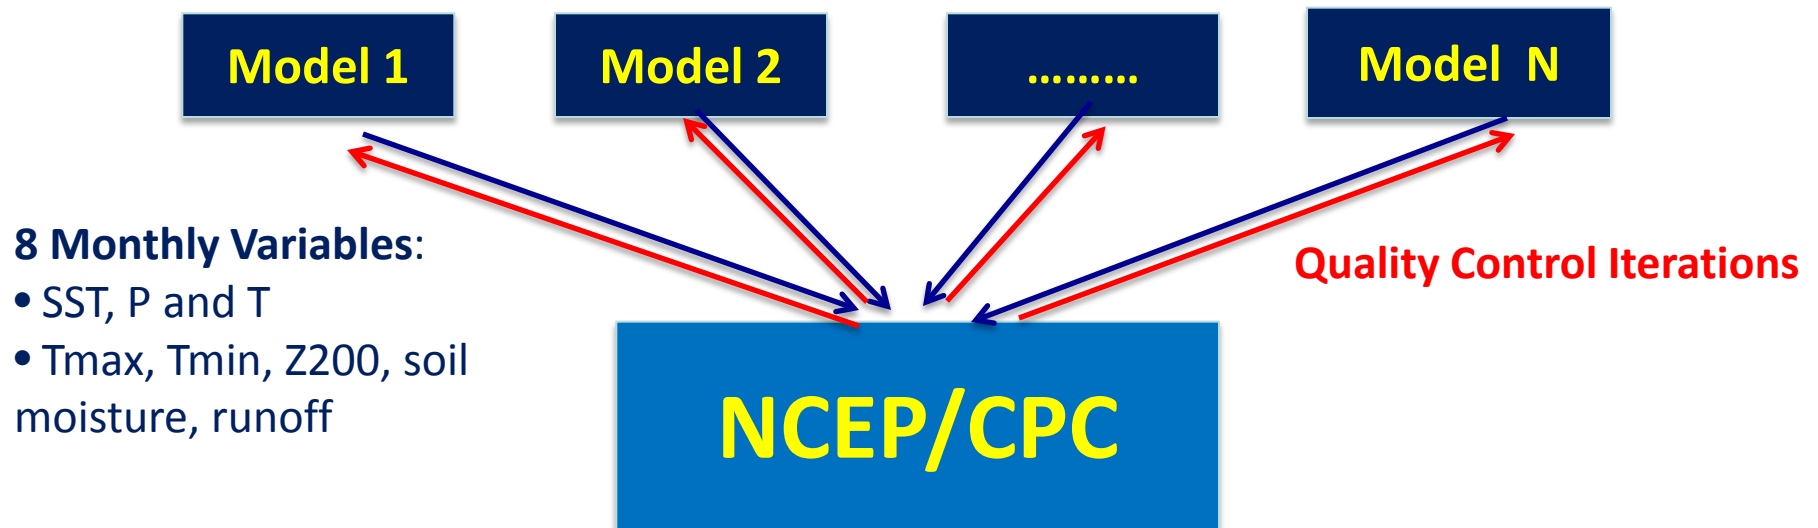 Model 1
Model 2
.........
Model N
8 Monthly Variables:
• SST, P and T
• Tmax, Tmin, Z200, soil
moisture, runoff
Quality Control Iterations
NCEP/CPC